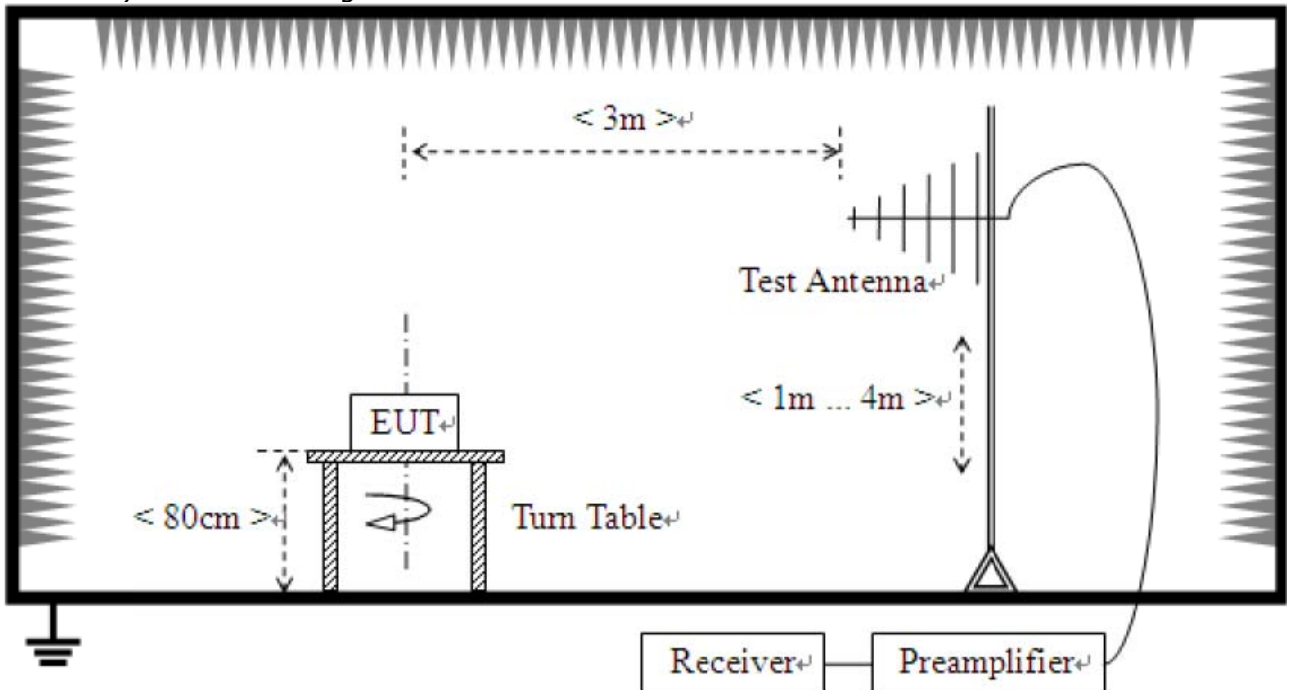 < 3m >↵
Test Antenna↵
< 1m ... 4m >↵
EUT↵
< 80cm >↵
Turn Table↵
Receiver↵
Preamplifier↵